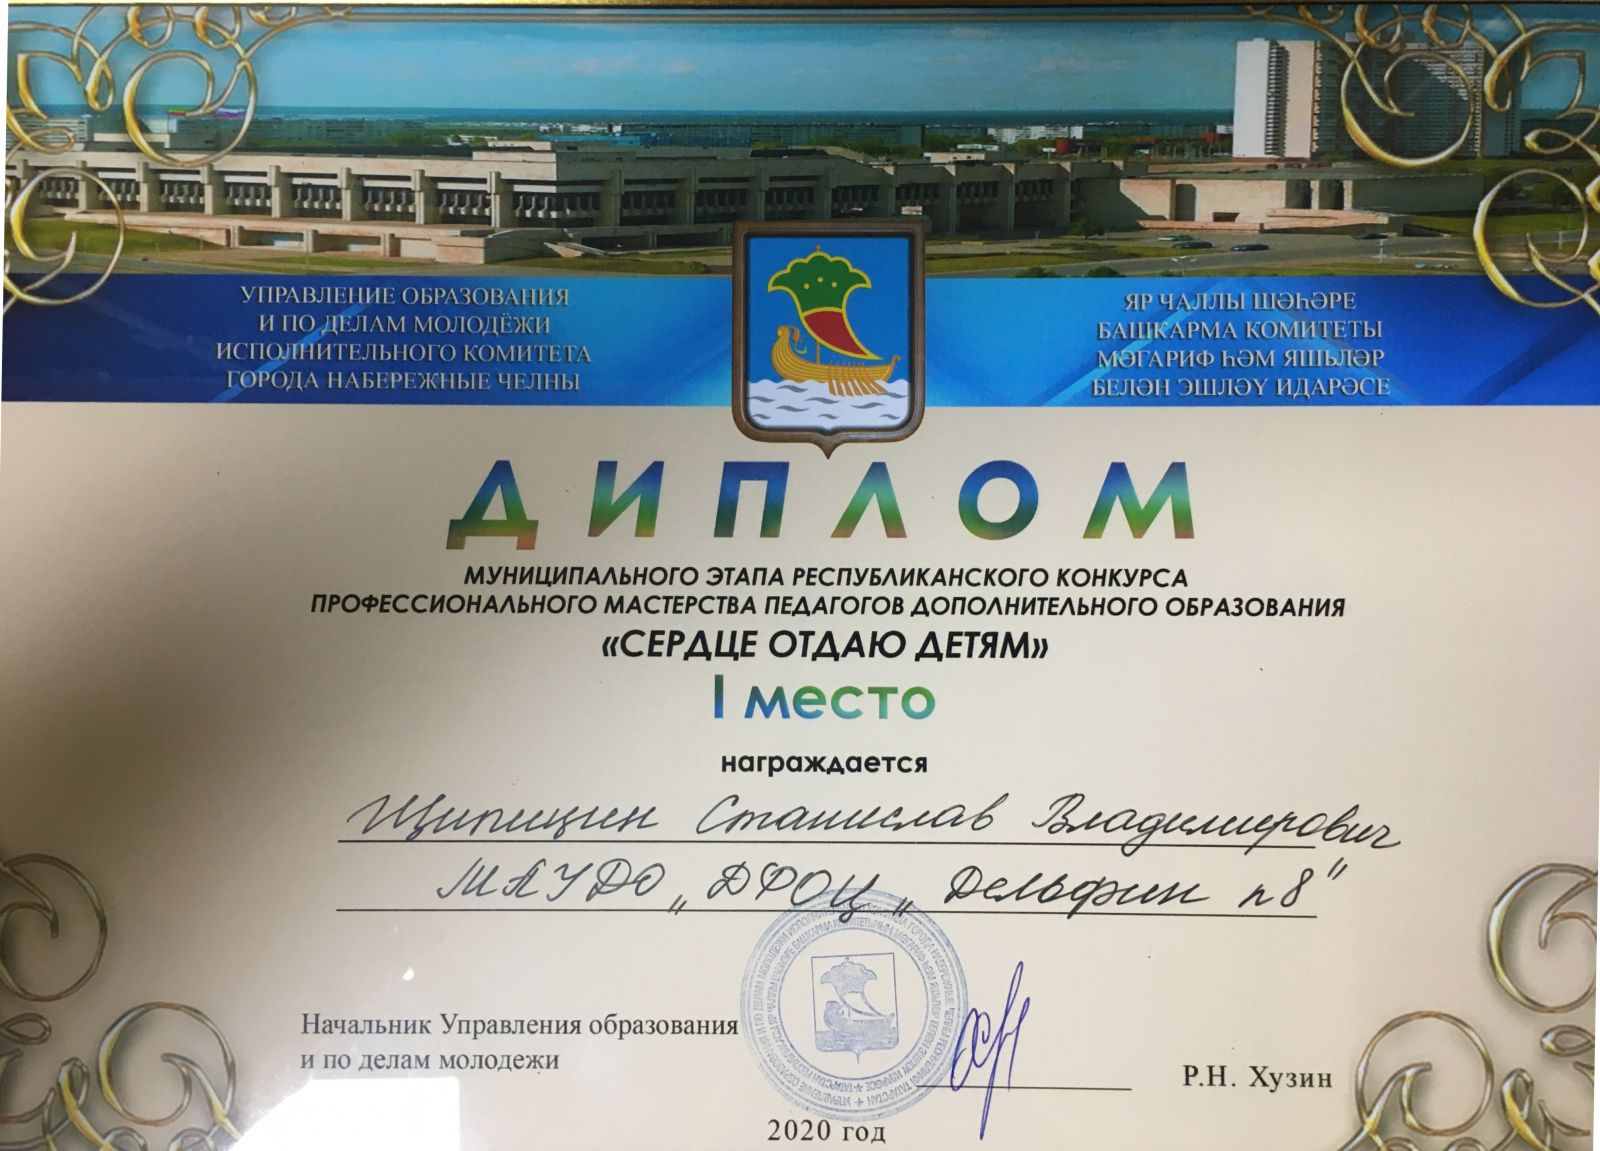 УПРАВЛЕНИЕ ОБРАЗОВАНИЯ
И ПО ДЕЛАМ МОЛОДЁЖИ
ИСПОЛНИТЕЛЬНОГО КОМИТЕТА
ГОРОДА НАБЕРЕЖНЫЕ ЧЕЛНЫ
ЯР ЧАЛЛЫ ШӘҺӘРЕ
БАШКАРМА КОМИТЕТЫ
МӘГАРИФ ҺӘМ ЯШЬЛӘР
БЕЛӘН ЭШЛӘҮ ИДАРӘСЕ
ДИПЛОМ
МУНИЦИПАЛЬНОГО ЭТАПА РЕСПУБЛИКАНСКОГО КОНКУРСА
ПРОФЕССИОНАЛЬНОГО МАСТЕРСТВА ПЕДАГОГОВ ДОПОЛНИТЕЛЬНОГО ОБРАЗОВАНИЯ
«СЕРДЦЕ ОТДАЮ ДЕТЯМ»
I место
награждается
Щипицин Станислав Владимирович
МАУДО „ДФОЦ „Дельфин п8"
Начальник Управления образования
и по делам молодежи
Р.Н. Хузин
2020 год